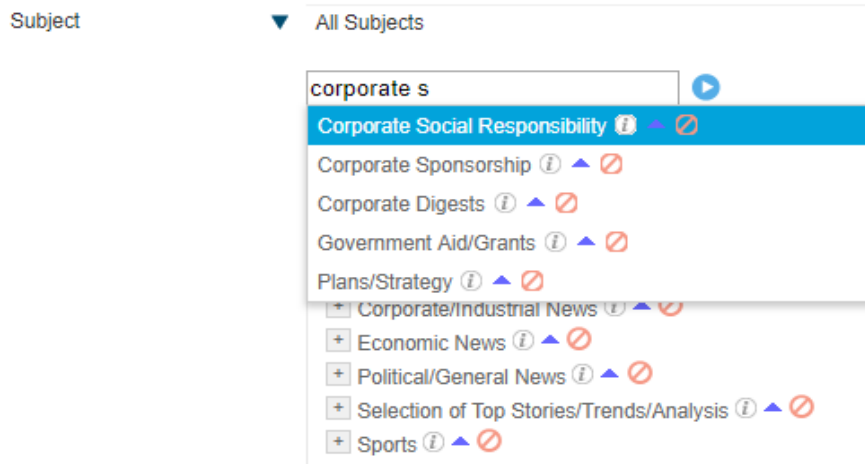 Subject
All Subjects
corporate s
Corporate Social Responsibility
Corporate Sponsorship
Corporate Digests
Government Aid/Grants
Plans/Strategy
Corporate/Industrial News
Economic News
Political/General News
Selection of Top Stories/Trends/Analysis
Sports